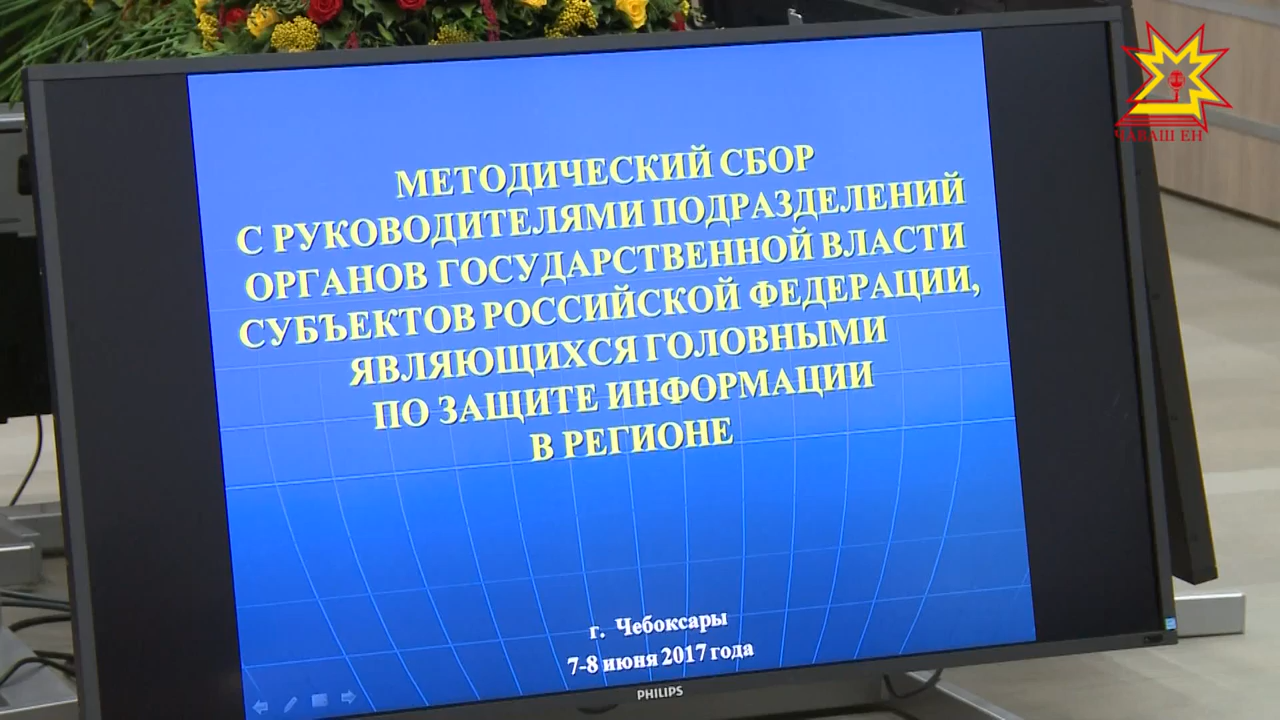 ЧАВАШ ЕН
МЕТОДИЧЕСКИЙ СБОР
С РУКОВОДИТЕЛЯМИ ПОДРАЗДЕЛЕНИЙ
ОРГАНОВ ГОСУДАРСТВЕННОЙ ВЛАСТИ
СУБЪЕКТОВ РОССИЙСКОЙ ФЕДЕРАЦИИ,
ЯВЛЯЮЩИХСЯ ГОЛОВНЫМИ
ПО ЗАЩИТЕ ИНФОРМАЦИИ
В РЕГИОНЕ
г. Чебоксары
7-8 июня 2017 года
PHILIPS